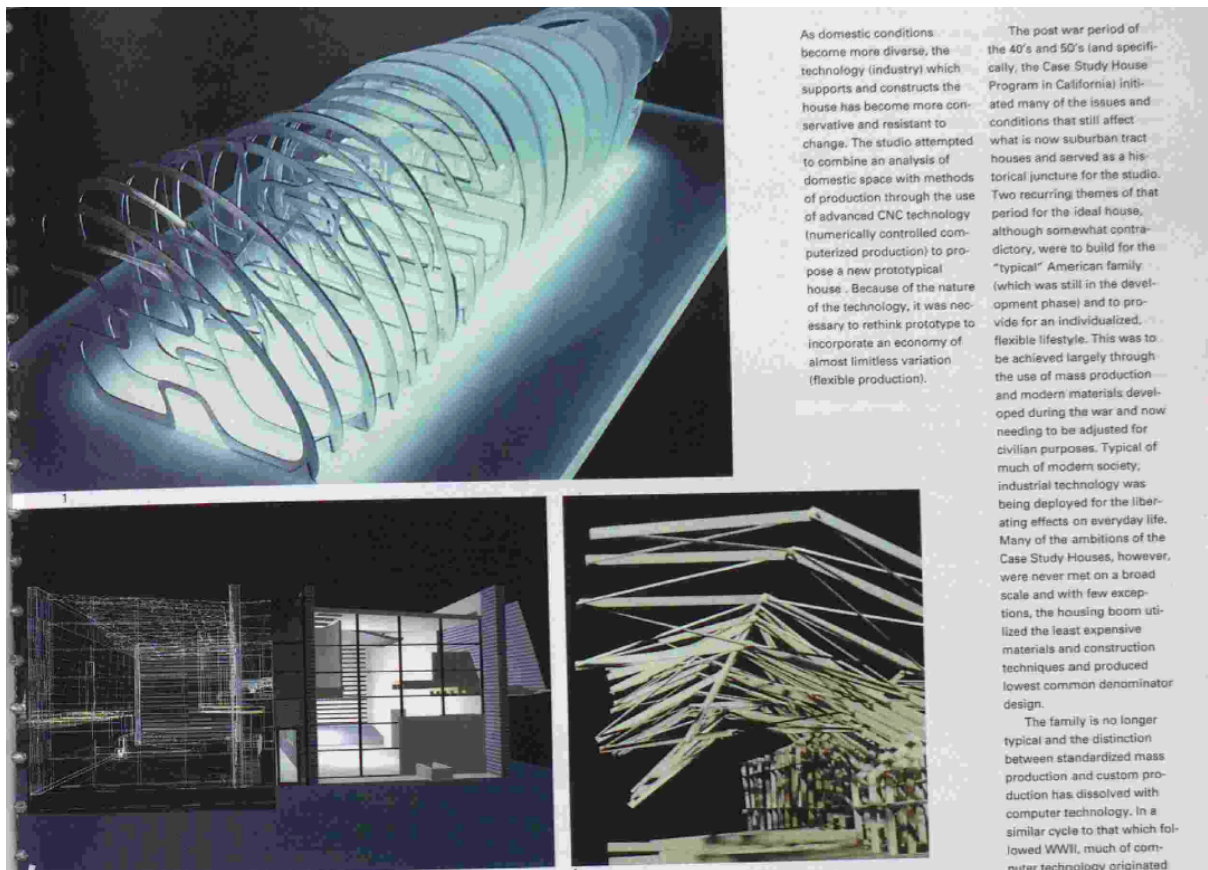 As domestic conditions
become more diverse, the
technology (industry) which
supports and constructs the
house has become more con-
servative and resistant to
change. The studio attempted
to combine an analysis of
domestic space with methods
of production through the use
of advanced CNC technology
(numerically controlled com-
puterized production) to pro-
pose a new prototypical
house . Because of the nature
of the technology, it was nec-
essary to rethink prototype to
incorporate an economy of
almost limitless variation
(flexible production).
The post war period of
the 40's and 50's (and specifi-
cally, the Case Study House
Program in California) initi-
ated many of the issues and
conditions that still affect
what is now suburban tract
houses and served as a his-
torical juncture for the studio.
Two recurring themes of that
period for the ideal house,
although somewhat contra-
dictory, were to build for the
"typical" American family
(which was still in the devel-
opment phase) and to pro-
vide for an individualized,
flexible lifestyle. This was to
be achieved largely through
the use of mass production
and modern materials devel-
oped during the war and now
needing to be adjusted for
civilian purposes. Typical of
much of modern society,
industrial technology was
being deployed for the liber-
ating effects on everyday life.
Many of the ambitions of the
Case Study Houses, however,
were never met on a broad
scale and with few excep-
tions, the housing boom uti-
lized the least expensive
materials and construction
techniques and produced
lowest common denominator
design.
The family is no longer
typical and the distinction
between standardized mass
production and custom pro-
duction has dissolved with
computer technology. In a
similar cycle to that which fol-
lowed WWII, much of com-
puter technology originated
1